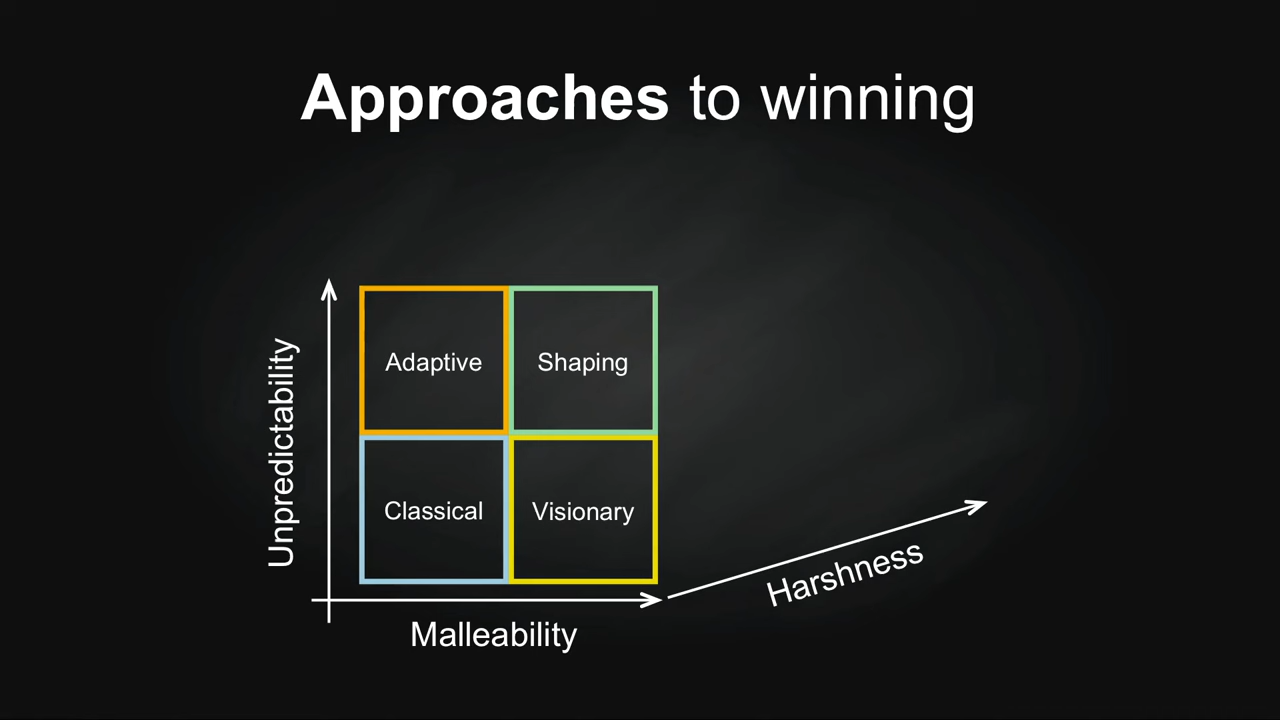 Approaches to winning
Unpredictability
Adaptive
Shaping
Classical
Visionary
Malleability
Harshness